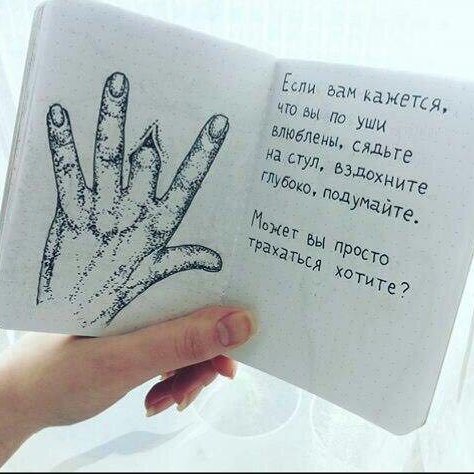 Если вам кажется,
что вы по уши
влюблены, сядьте
на стул, вздохните
глубоко, подумайте.
Может вы просто
трахаться хотите?